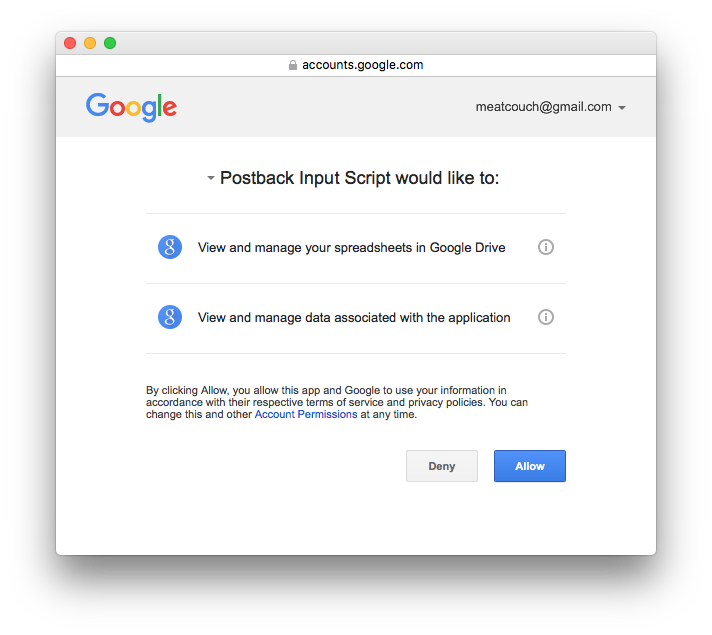 accounts.google.com
Google
meatcouch@gmail.com
Postback Input Script would like to:
g View and manage your spreadsheets in Google Drive i
g View and manage data associated with the application i
By clicking Allow, you allow this app and Google to use your information in
accordance with their respective terms of service and privacy policies. You can
change this and other Account Permissions at any time.
Deny Allow